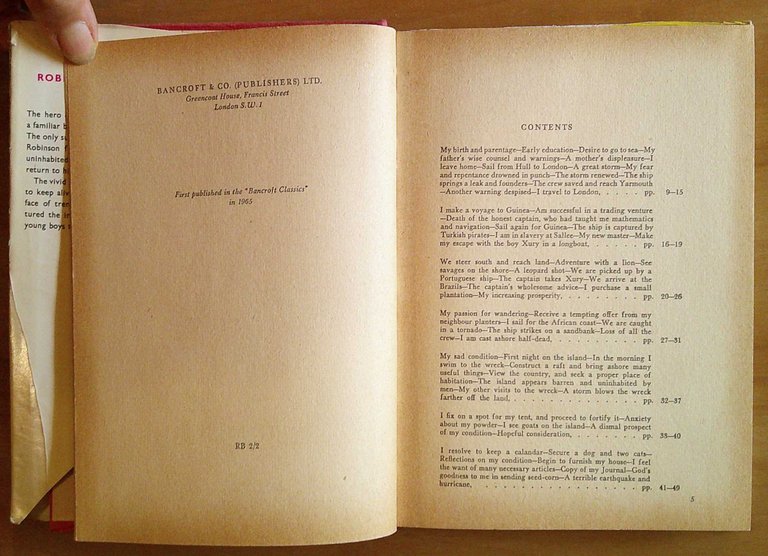 ROBI
The hero
a familiar b
The only su
Robinson
uninhabited
return to hi
The vivid
to keep aliv
face of tren
tured the i
young boys
BANCROFT & CO. (PUBLISHERS) LTD.
Greencoat House, Francis Street
London S.W.1
First published in the "Bancroft Classics"
in 1965
RB 2/2
CONTENTS
My birth and parentage—Early education—Desire to go to sea—My
father's wise counsel and warnings—A mother's displeasure—I
leave home—Sail from Hull to London—A great storm—My fear
and repentance drowned in punch—The storm renewed—The ship
springs a leak and founders—The crew saved and reach Yarmouth
—Another warning despised—I travel to London, . . . . pp. 9—15
I make a voyage to Guinea—Am successful in a trading venture
—Death of the honest captain, who had taught me mathematics
and navigation—Sail again for Guinea—The ship is captured by
Turkish pirates—I am in slavery at Sallee—My new master—Make
my escape with the boy Xury in a longboat, . . . . . . pp. 16—19
We steer south and reach land—Adventure with a lion—See
savages on the shore—A leopard shot—We are picked up by a
Portuguese ship—The captain takes Xury—We arrive at the
Brazils—The captain's wholesome advice—I purchase a small
plantation—My increasing prosperity, . . . . . . . . pp. 20—26
My passion for wandering—Receive a tempting offer from my
neighbour planters—I sail for the African coast—We are caught
in a tornado—The ship strikes on a sandbank—Loss of all the
crew—I am cast ashore half-dead, . . . . . . . . . pp. 27—31
My sad condition—First night on the island—In the morning I
swim to the wreck—Construct a raft and bring ashore many
useful things—View the country, and seek a proper place of
habitation—The island appears barren and uninhabited by
men—My other visits to the wreck—A storm blows the wreck
farther off the land, . . . . . . . . . . . . . . pp. 32—37
I fix on a spot for my tent, and proceed to fortify it—Anxiety
about my powder—I see goats on the island—A dismal prospect
of my condition—Hopeful consideration, . . . . . . . . pp. 38—40
I resolve to keep a calandar—Secure a dog and two cats—
Reflections on my condition—Begin to furnish my house—I feel
the want of many necessary articles—Copy of my Journal—God's
goodness to me in sending seed-corn—A terrible earthquake and
hurricane, . . . . . . . . . . . . . . . . . pp. 41—49
5